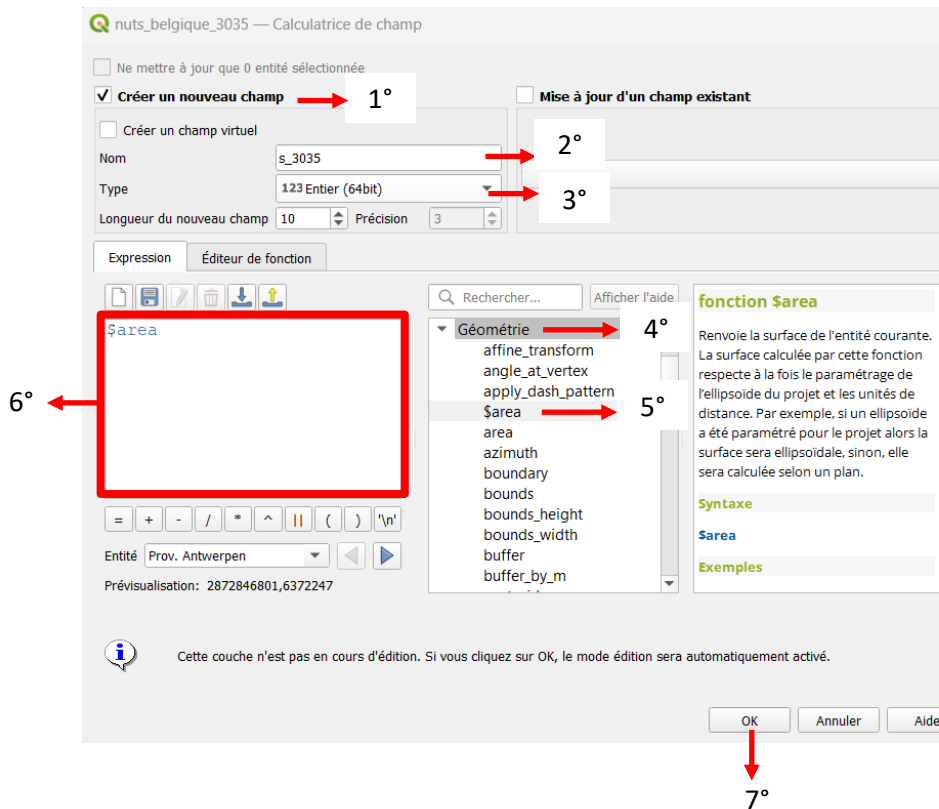 nuts_belgique_3035 — Calculatrice de champ
Ne mettre à jour que 0 entité sélectionnée
Créer un nouveau champ
1°
Mise à jour d'un champ existant
Créer un champ virtuel
Nom
s_3035
2°
Type
123 Entier (64bit)
3°
Longueur du nouveau champ 10 Précision 3
Expression
Éditeur de fonction
Rechercher...
Afficher l'aide
$area
6°
Géométrie
4°
affine_transform
angle_at_vertex
apply_dash_pattern
$area
5°
area
azimuth
boundary
bounds
bounds_height
bounds_width
buffer
buffer_by_m
fonction $area
Renvoie la surface de l'entité courante.
La surface calculée par cette fonction
respecte à la fois le paramétrage de
l'ellipsoïde du projet et les unités de
distance. Par exemple, si un ellipsoïde
a été paramétré pour le projet alors la
surface sera ellipsoïdale, sinon, elle
sera calculée selon un plan.
Syntaxe
$area
Exemples
= + - / * ^ || ( ) '\n'
Entité Prov. Antwerpen
Prévisualisation: 2872846801,6372247
Cette couche n'est pas en cours d'édition. Si vous cliquez sur OK, le mode édition sera automatiquement activé.
OK
Annuler
Aide
7°